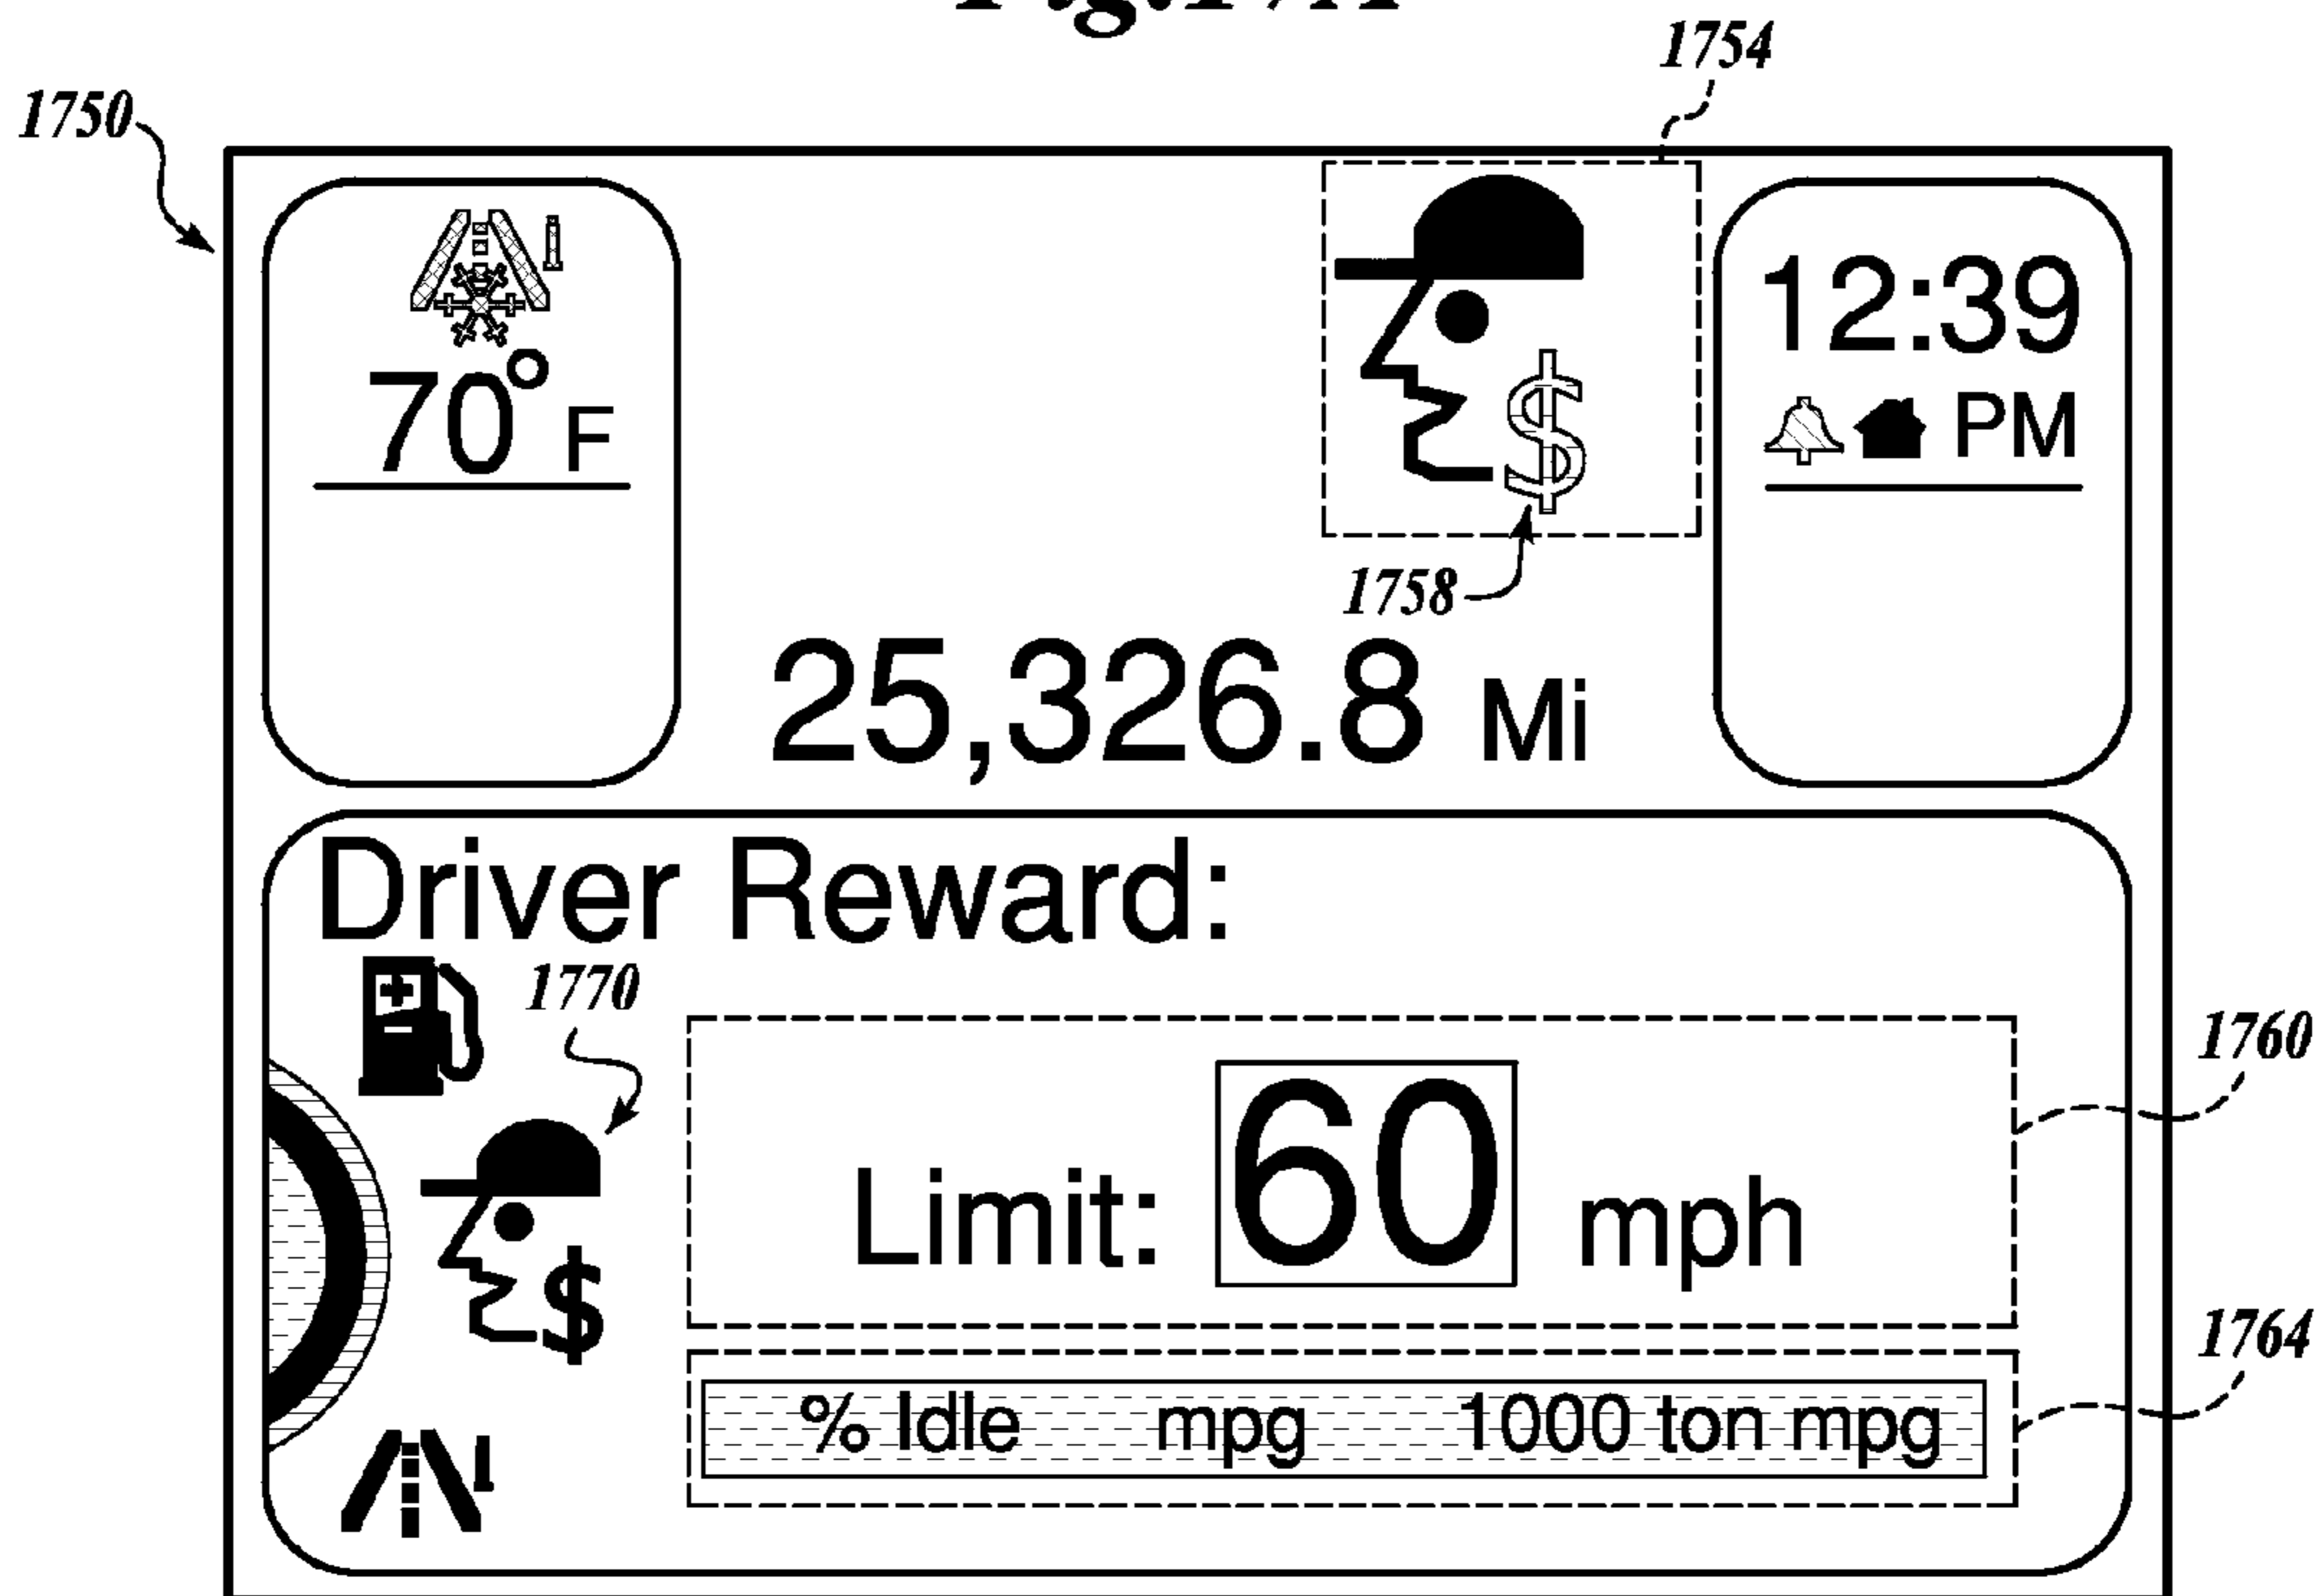 1754
1750
70° F
12:39
PM
$
1758
25,326.8 Mi
Driver Reward:
1770
1760
Limit: 60 mph
$
1764
% Idle mpg 1000 ton mpg